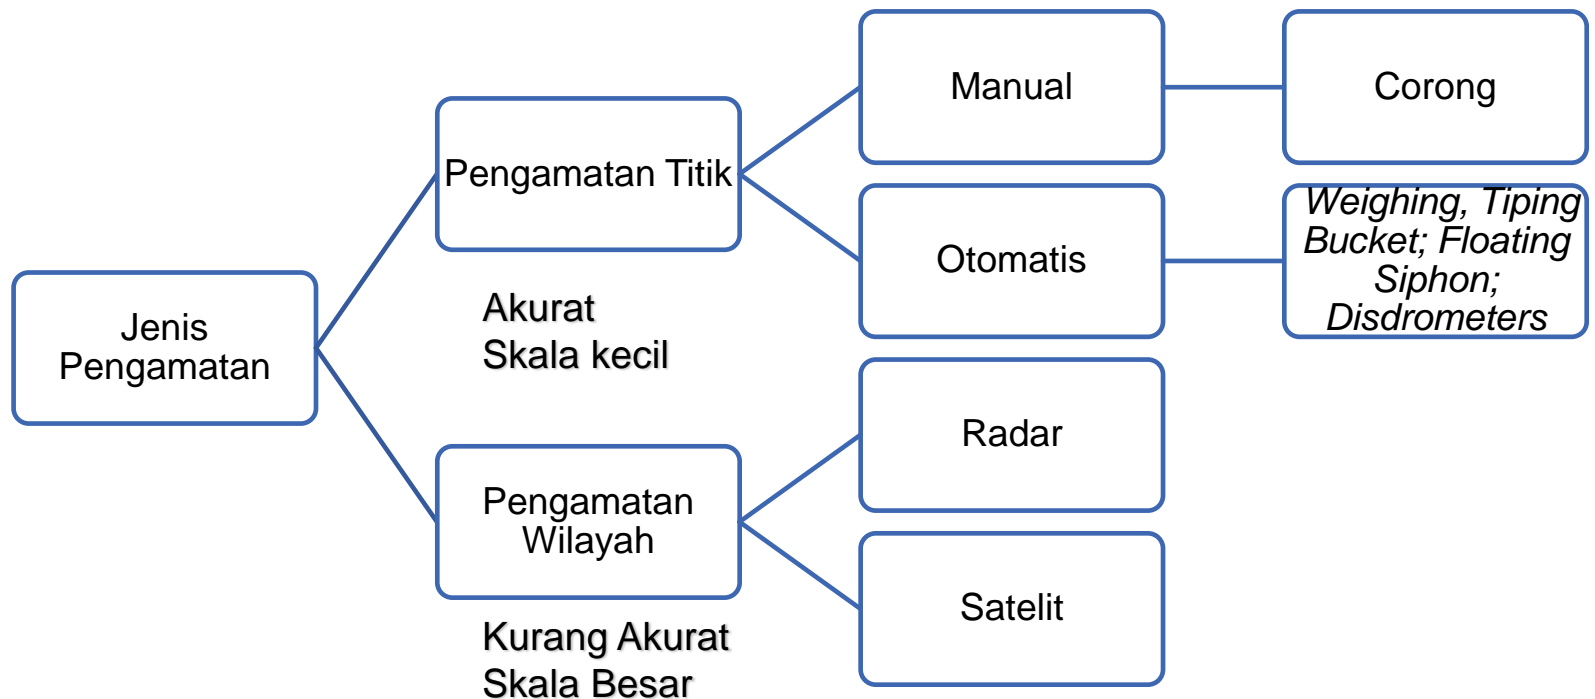 Jenis
Pengamatan
Pengamatan Titik
Akurat
Skala kecil
Manual
Corong
Otomatis
Weighing, Tiping
Bucket; Floating
Siphon;
Disdrometers
Pengamatan
Wilayah
Kurang Akurat
Skala Besar
Radar
Satelit